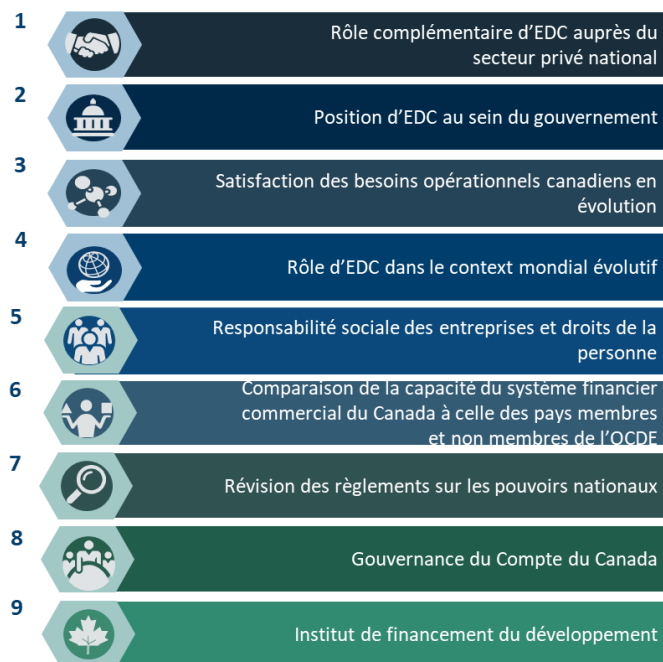 1
Rôle complémentaire d’EDC auprès du
secteur privé national
2
Position d’EDC au sein du gouvernement
3
Satisfaction des besoins opérationnels canadiens en
évolution
4
Rôle d’EDC dans le context mondial évolutif
5
Responsabilité sociale des entreprises et droits de la
personne
6
Comparaison de la capacité du système financier
commercial du Canada à celle des pays membres
et non membres de l’OCDE
7
Révision des règlements sur les pouvoirs nationaux
8
Gouvernance du Compte du Canada
9
Institut de financement du développement